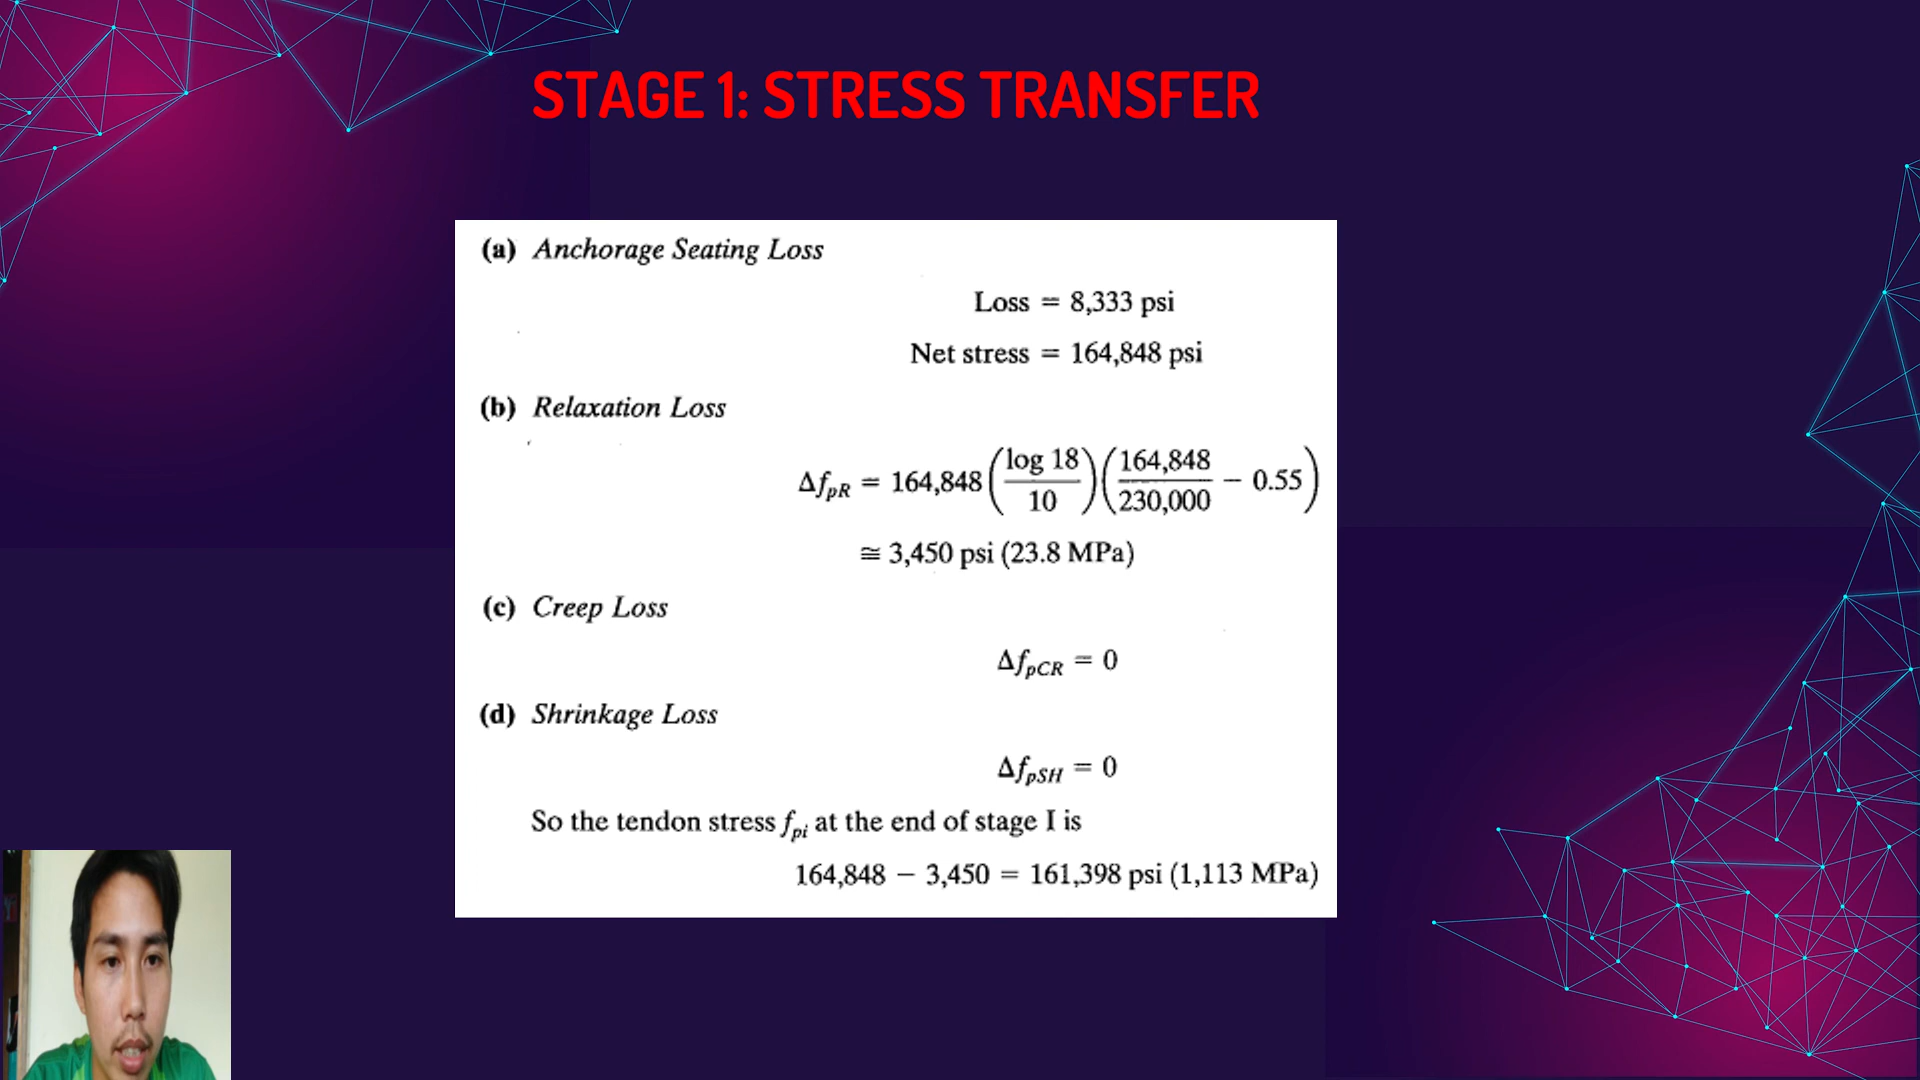 STAGE 1: STRESS TRANSFER
(a) Anchorage Seating Loss
Loss = 8,333 psi
Net stress = 164,848 psi
(b) Relaxation Loss
Δf_pR = 164,848 (log 18 / 10) (164,848 / 230,000 − 0.55)
≅ 3,450 psi (23.8 MPa)
(c) Creep Loss
Δf_pCR = 0
(d) Shrinkage Loss
Δf_pSH = 0
So the tendon stress f_pi at the end of stage I is
164,848 − 3,450 = 161,398 psi (1,113 MPa)